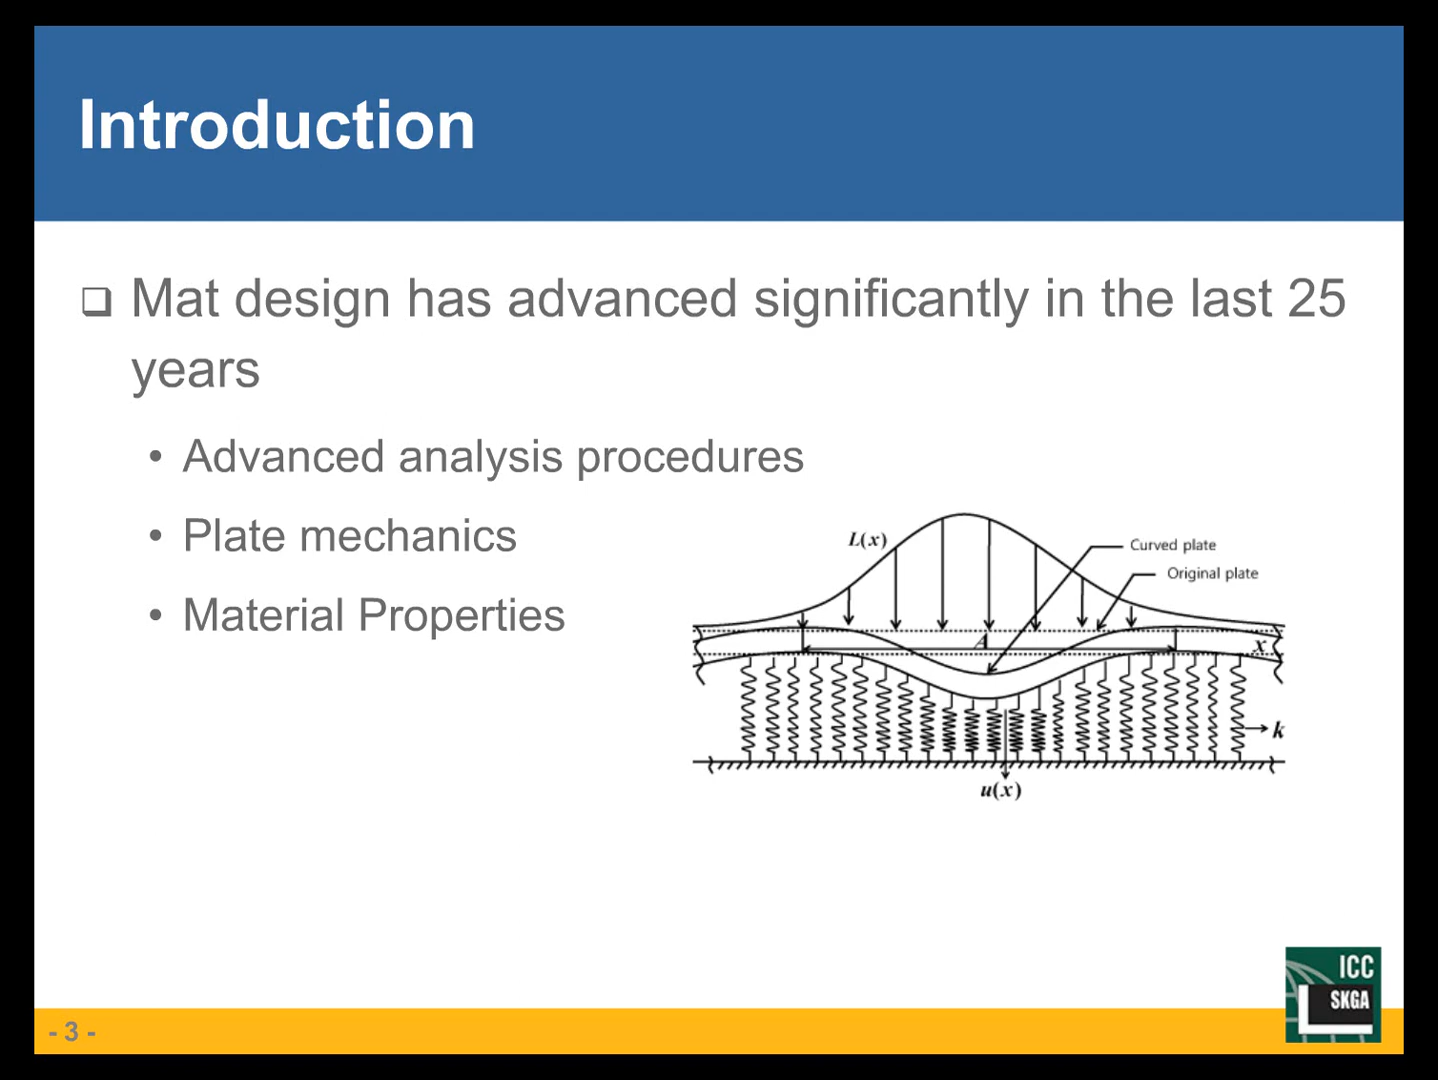 Introduction
❑ Mat design has advanced significantly in the last 25
years
• Advanced analysis procedures
• Plate mechanics
• Material Properties
L(x)
Curved plate
Original plate
A
x
k
u(x)
ICC
SKGA
- 3 -